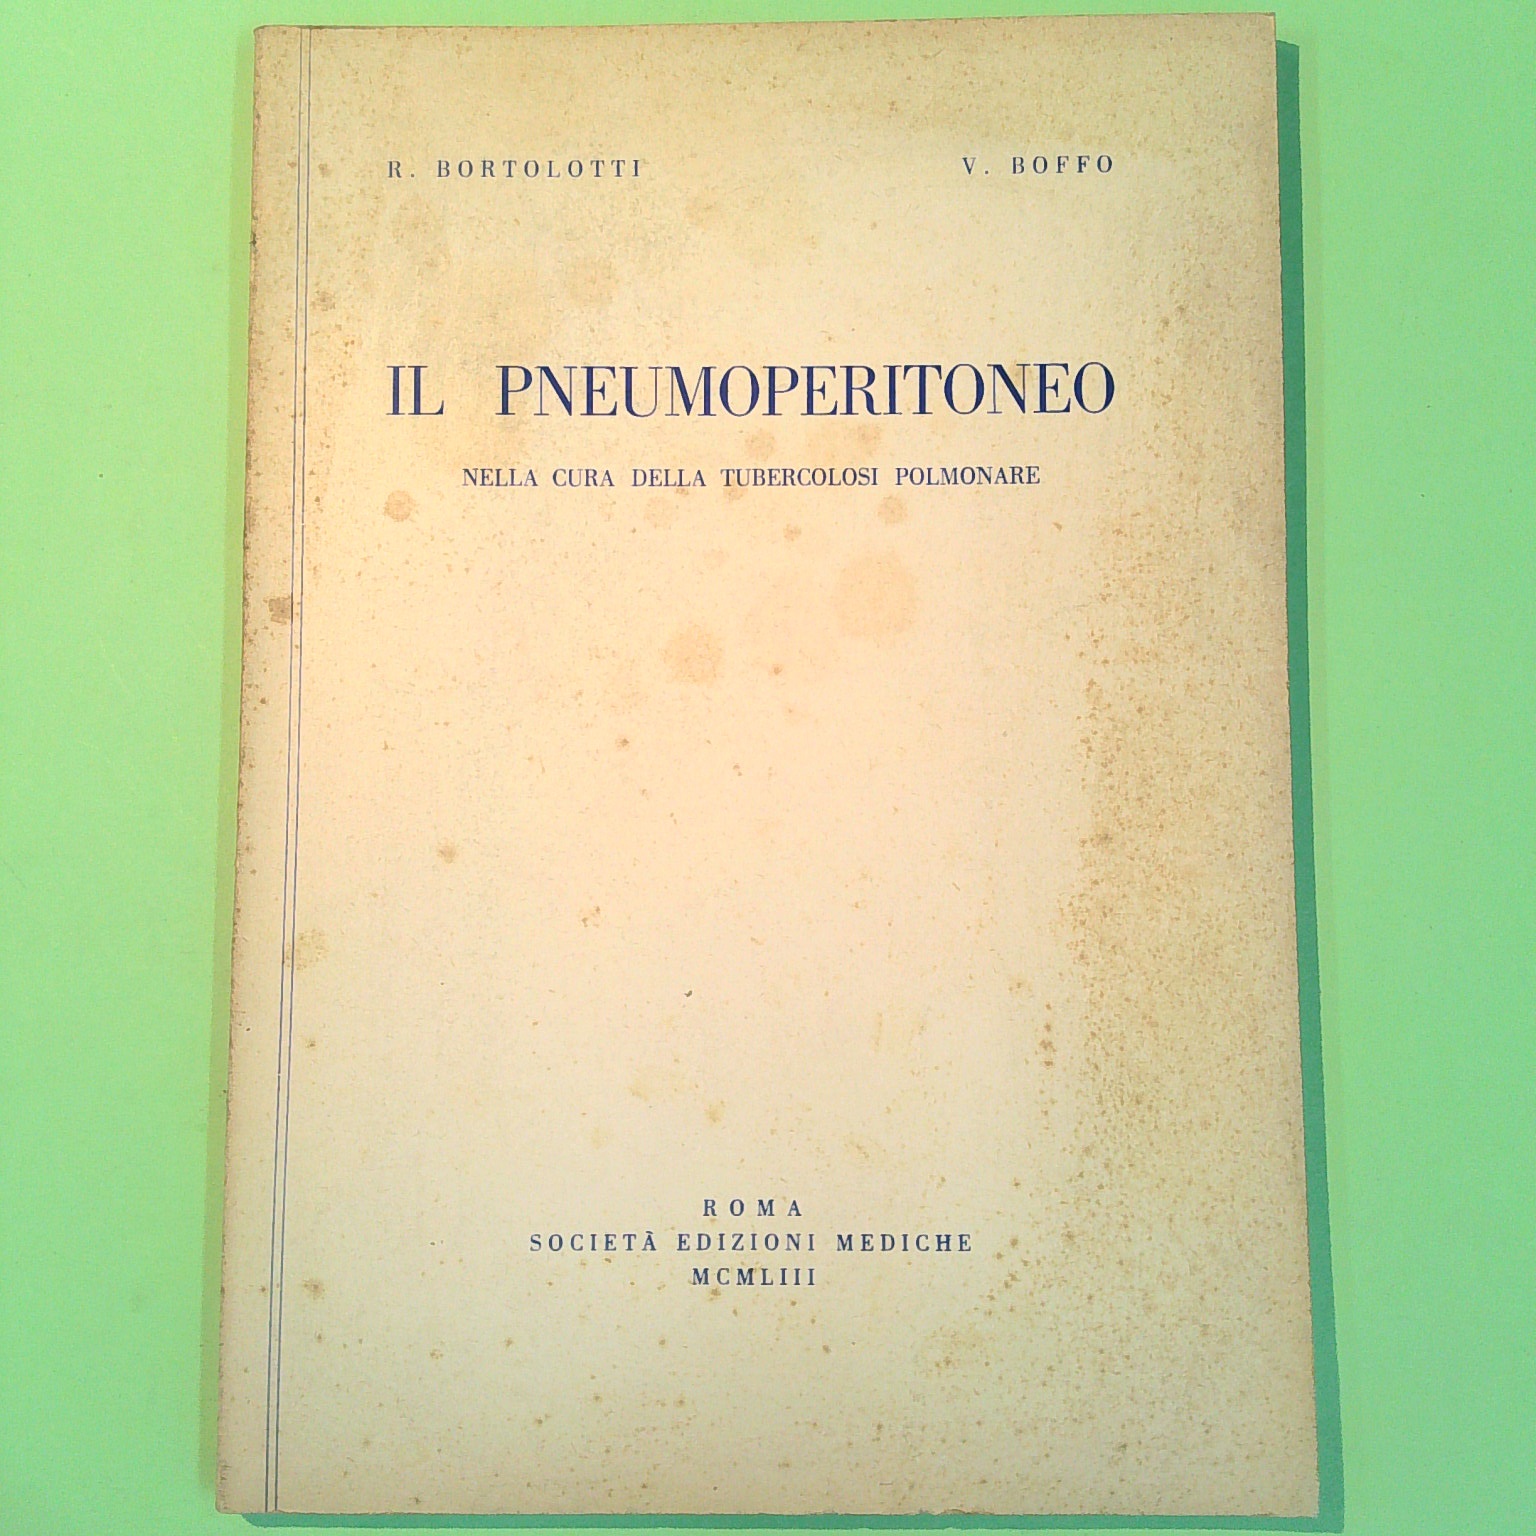 R. BORTOLOTTI V. BOFFO
IL PNEUMOPERITONEO
NELLA CURA DELLA TUBERCOLOSI POLMONARE
ROMA
SOCIETÀ EDIZIONI MEDICHE
MCMLIII